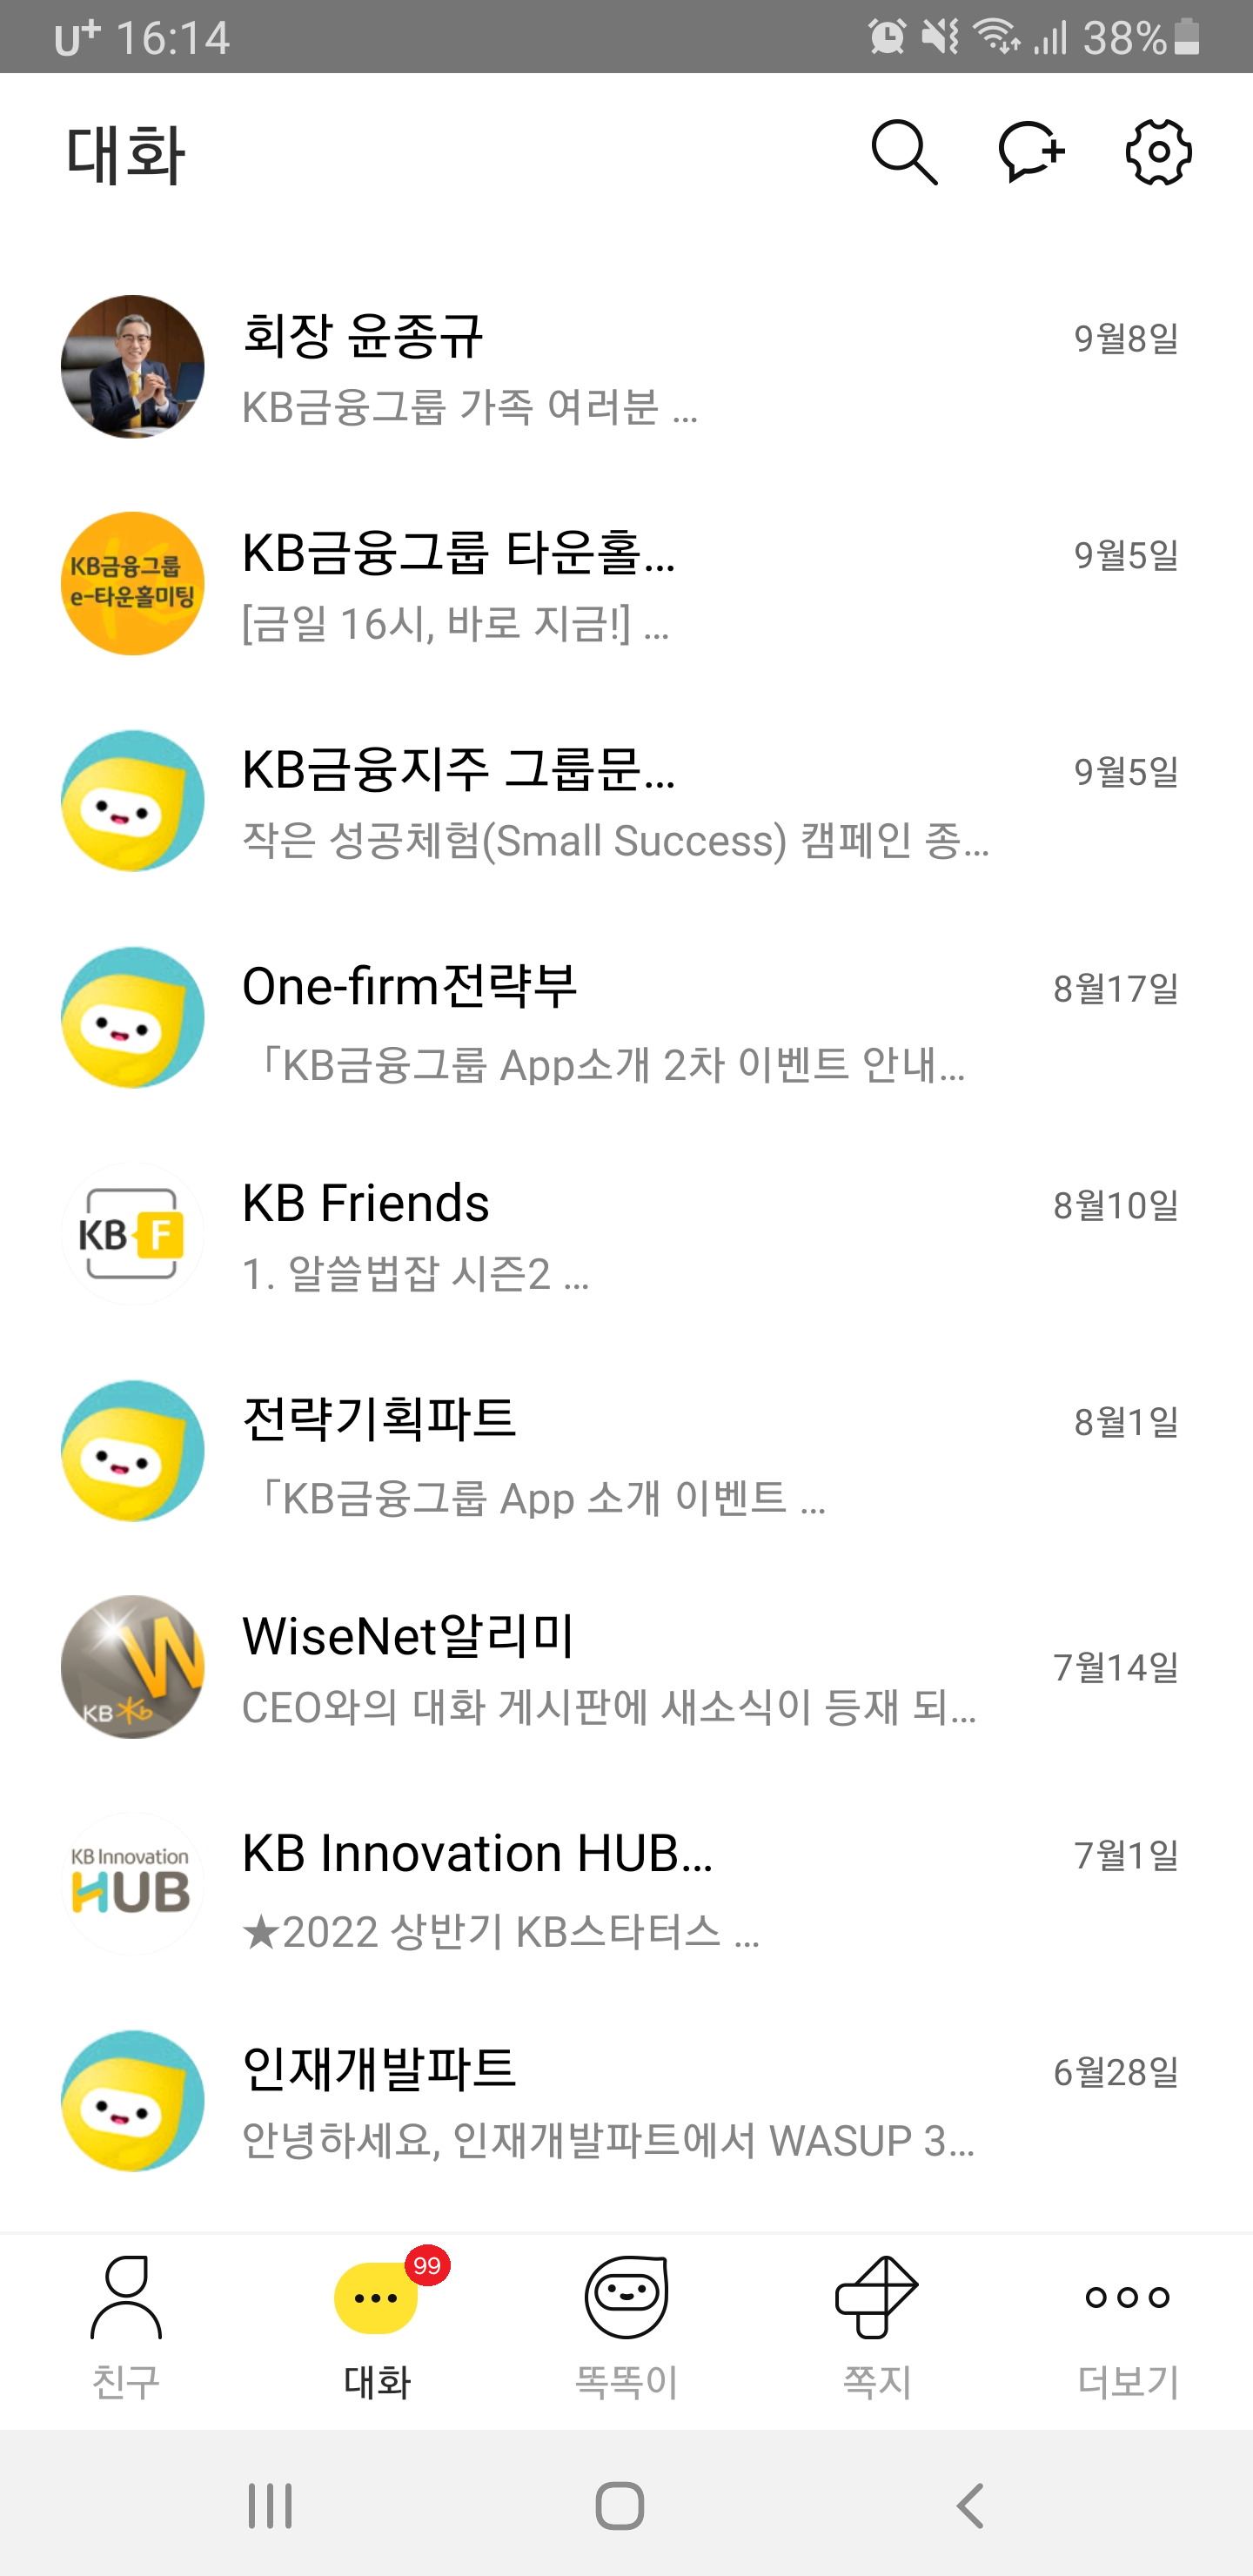 U+ 16:14 38%
대화
회장 윤종규 9월8일
KB금융그룹 가족 여러분 ...
KB금융그룹
e-타운홀미팅
KB금융그룹 타운홀... 9월5일
[금일 16시, 바로 지금!] ...
KB금융지주 그룹문... 9월5일
작은 성공체험(Small Success) 캠페인 종...
One-firm전략부 8월17일
「KB금융그룹 App소개 2차 이벤트 안내...
KB F
KB Friends 8월10일
1. 알쓸법잡 시즌2 ...
전략기획파트 8월1일
「KB금융그룹 App 소개 이벤트 ...
W
KB
WiseNet알리미 7월14일
CEO와의 대화 게시판에 새소식이 등재 되...
KB Innovation
HUB
KB Innovation HUB... 7월1일
★2022 상반기 KB스타터스 ...
인재개발파트 6월28일
안녕하세요, 인재개발파트에서 WASUP 3...
99
친구 대화 똑똑이 쪽지 더보기